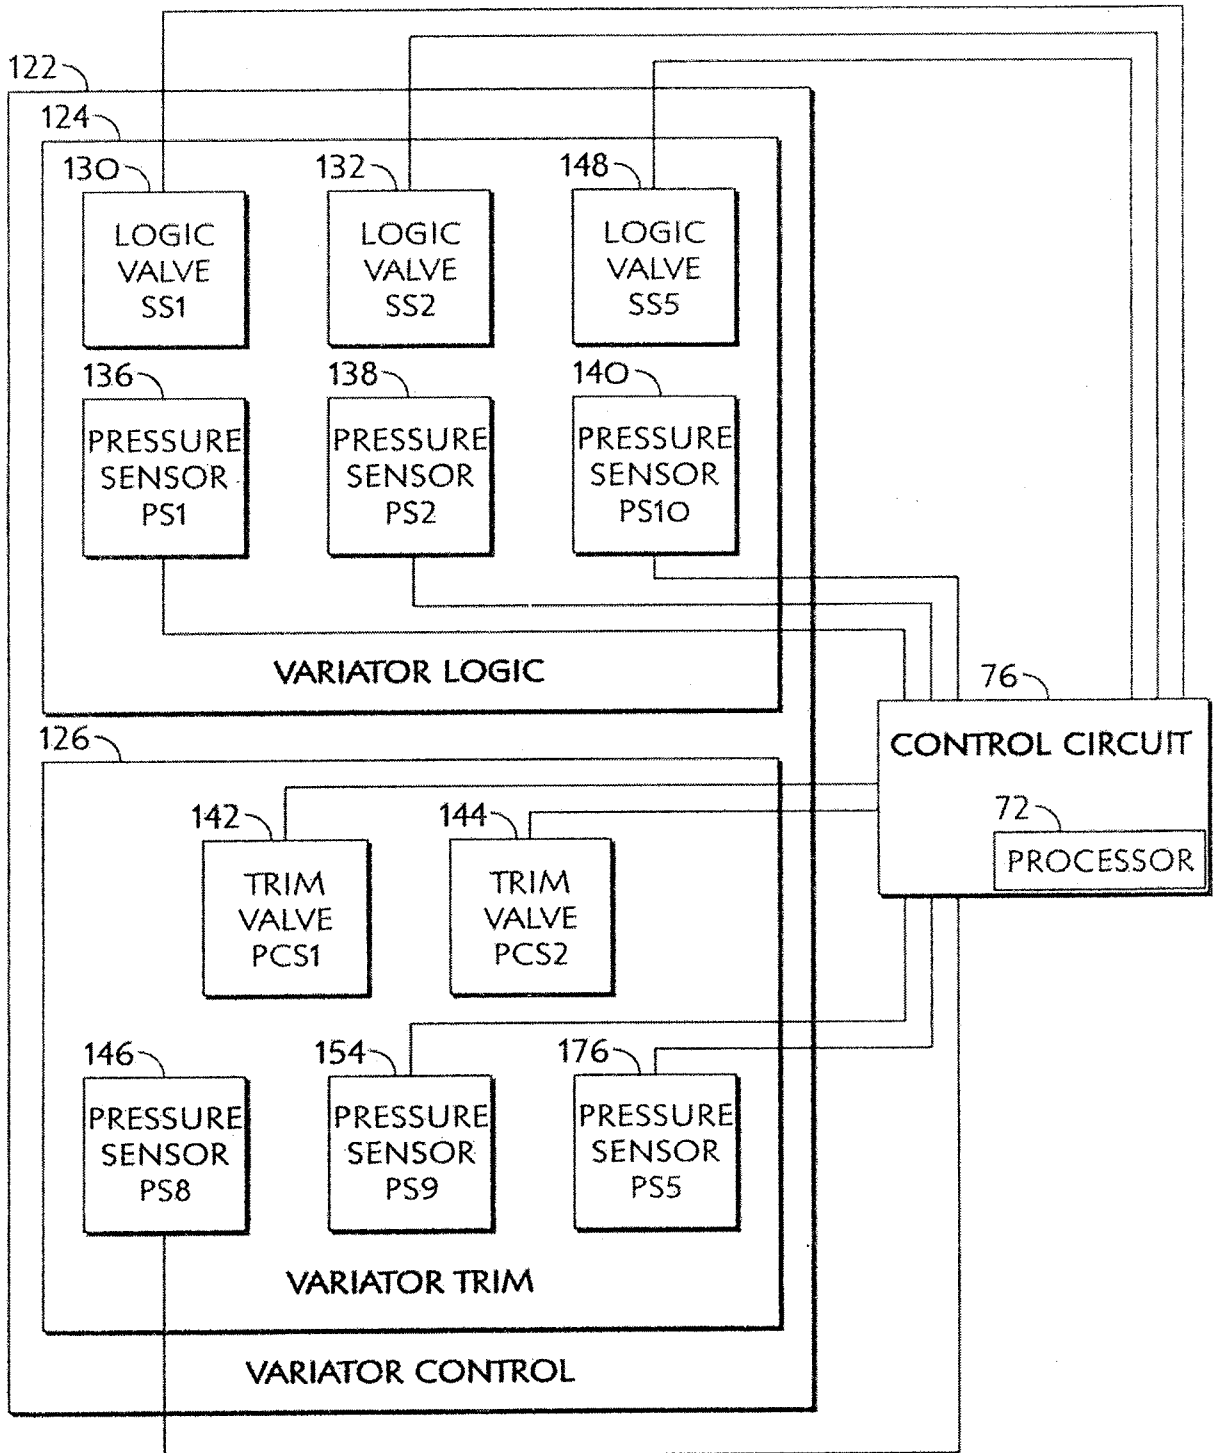 122
124
130
LOGIC
VALVE
SS1
132
LOGIC
VALVE
SS2
148
LOGIC
VALVE
SS5
136
PRESSURE
SENSOR
PS1
138
PRESSURE
SENSOR
PS2
140
PRESSURE
SENSOR
PS10
VARIATOR LOGIC
76
CONTROL CIRCUIT
72
PROCESSOR
126
142
TRIM
VALVE
PCS1
144
TRIM
VALVE
PCS2
146
PRESSURE
SENSOR
PS8
154
PRESSURE
SENSOR
PS9
176
PRESSURE
SENSOR
PS5
VARIATOR TRIM
VARIATOR CONTROL